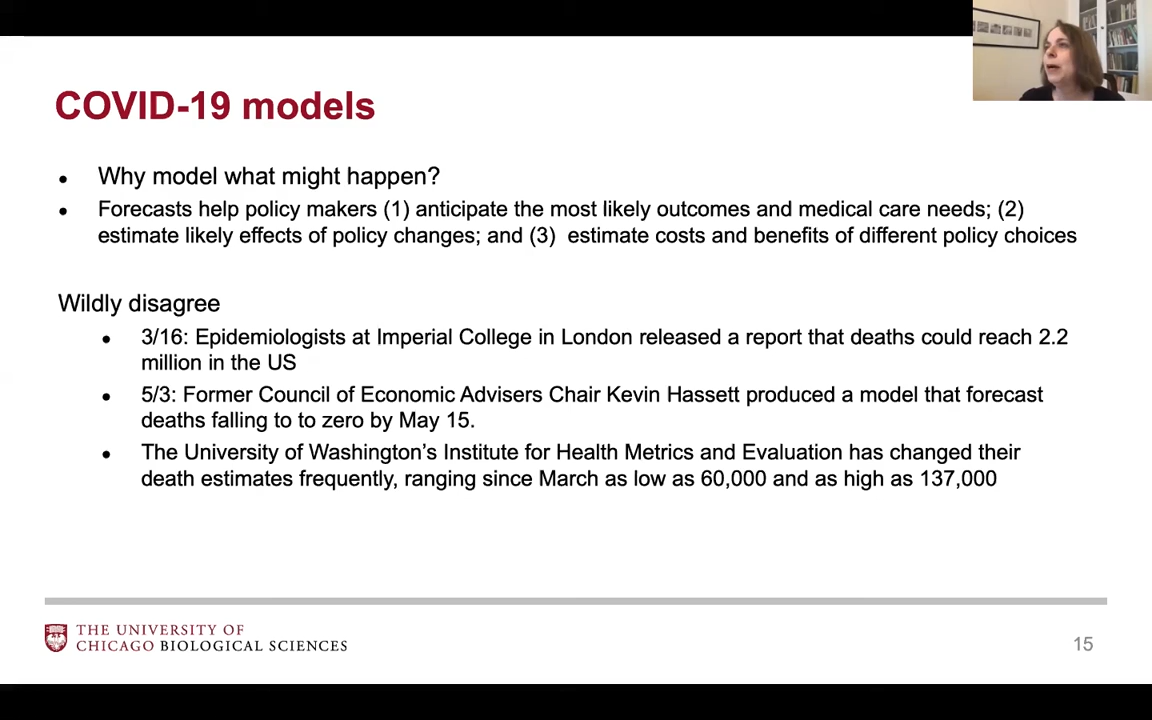 COVID-19 models
• Why model what might happen?
• Forecasts help policy makers (1) anticipate the most likely outcomes and medical care needs; (2)
estimate likely effects of policy changes; and (3) estimate costs and benefits of different policy choices
Wildly disagree
• 3/16: Epidemiologists at Imperial College in London released a report that deaths could reach 2.2
million in the US
• 5/3: Former Council of Economic Advisers Chair Kevin Hassett produced a model that forecast
deaths falling to to zero by May 15.
• The University of Washington’s Institute for Health Metrics and Evaluation has changed their
death estimates frequently, ranging since March as low as 60,000 and as high as 137,000
THE UNIVERSITY OF
CHICAGO BIOLOGICAL SCIENCES
15